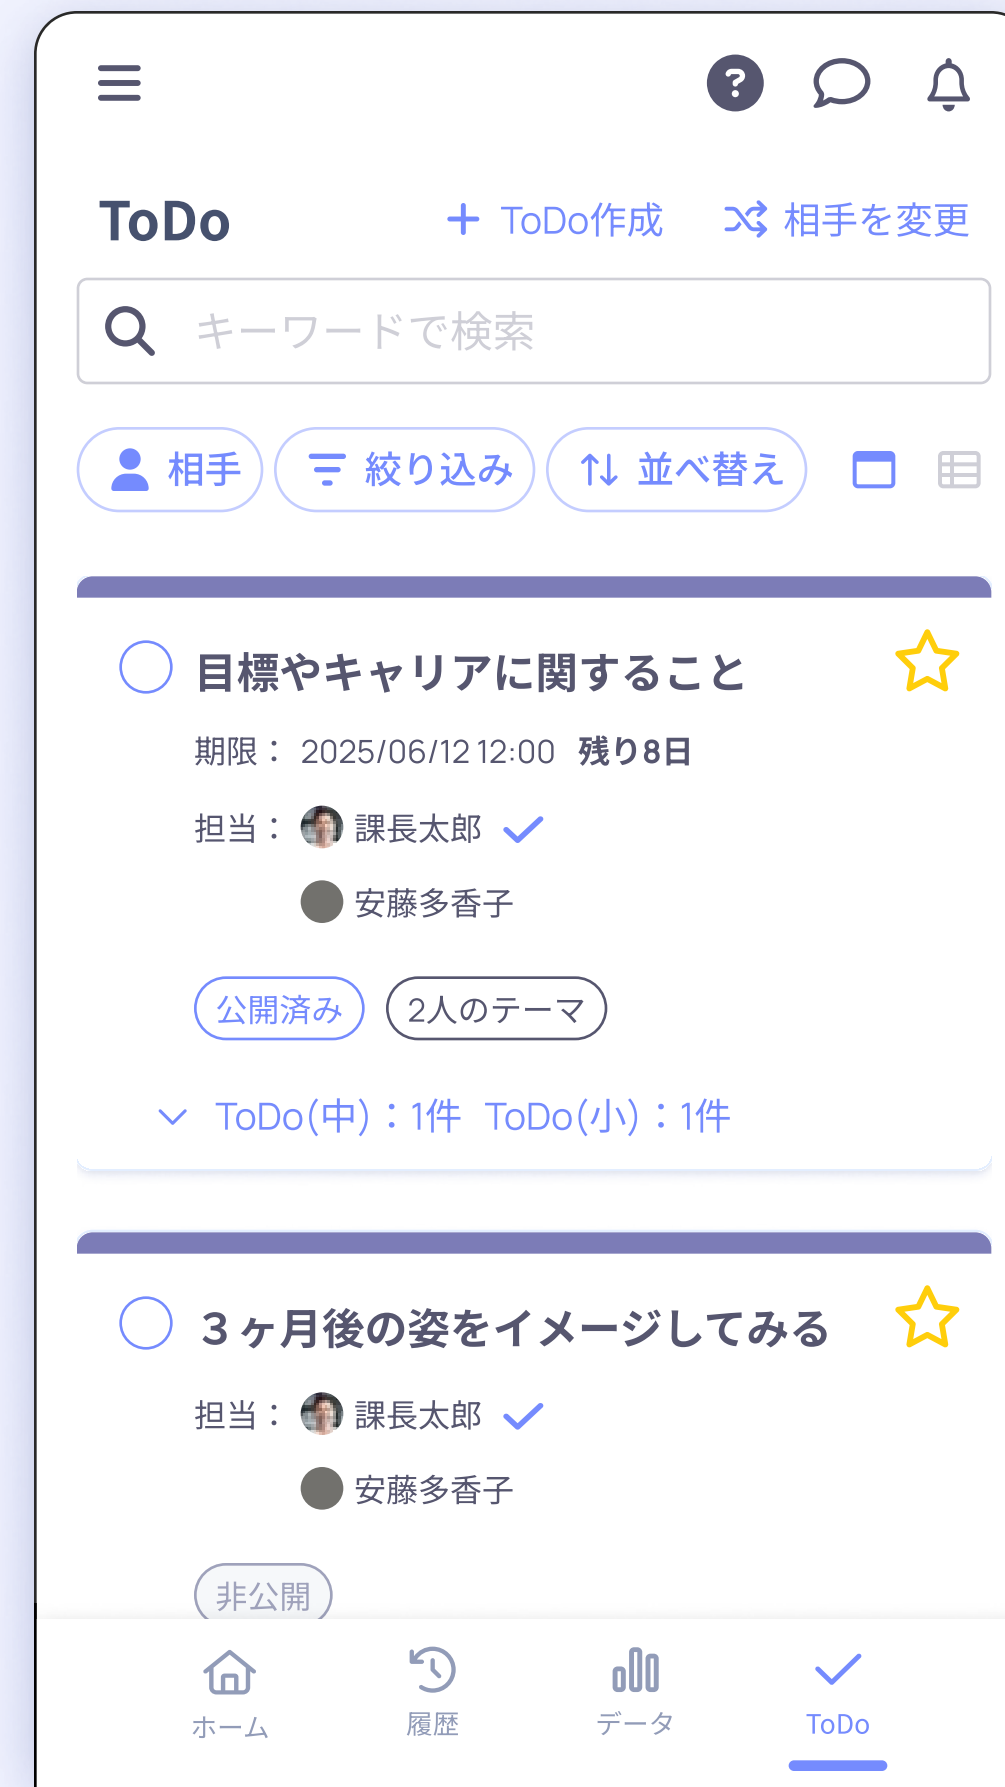 ToDo
ToDo作成
相手を変更
キーワードで検索
相手
絞り込み
並べ替え
目標やキャリアに関すること
期限： 2025/06/12 12:00 残り8日
担当： 課長太郎
安藤多香子
公開済み
2人のテーマ
ToDo(中)：1件 ToDo(小)：1件
３ヶ月後の姿をイメージしてみる
担当： 課長太郎
安藤多香子
非公開
ホーム
履歴
データ
ToDo